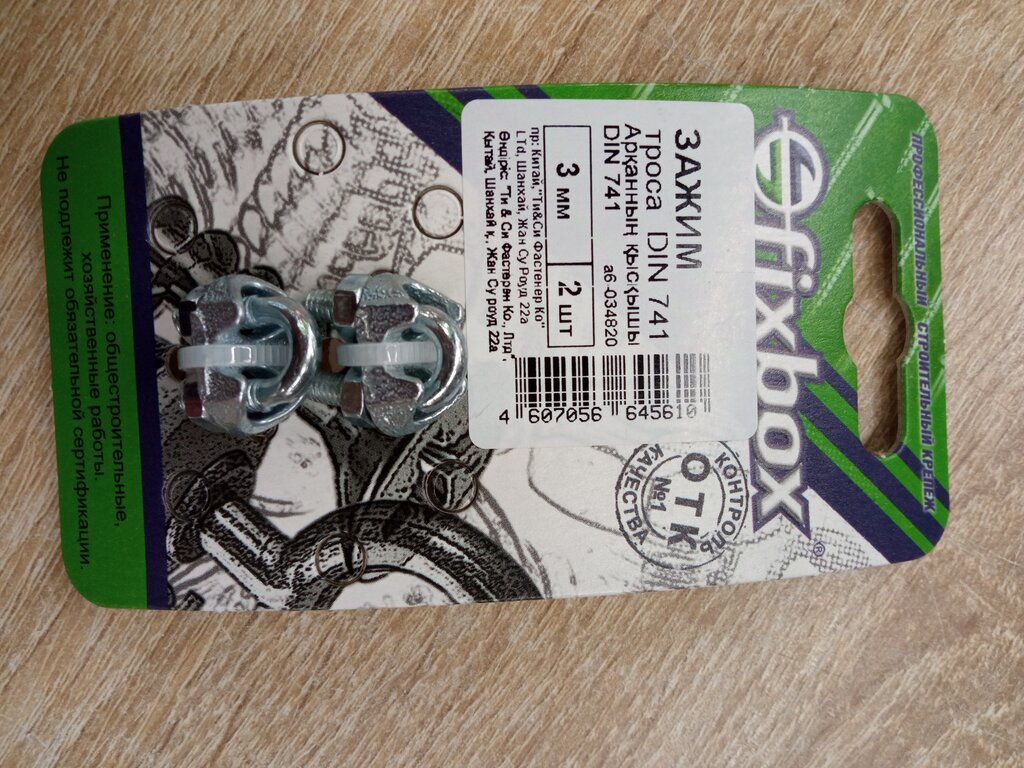 ПРОФЕССИОНАЛЬНЫЙ СТРОИТЕЛЬНЫЙ КРЕПЕЖ
fixbox®
ЗАЖИМ
троса DIN 741
Арқанның қысқышы
DIN 741
а6-034820
3 мм
2 шт
пр: Китай,"Ти&Си Фастенер Ко"
LTd, Шанхай, Жан Су Роуд 22а
Өндіріс: "Ти & Си Фастэрэн Ко., Лтд",
Қытай, Шанхай қ., Жан Су роуд 22а
4 607056 645610
КОНТРОЛЬ
ОТК
№1
КАЧЕСТВА
Применение: общестроительные,
хозяйственные работы.
Не подлежит обязательной сертификации.